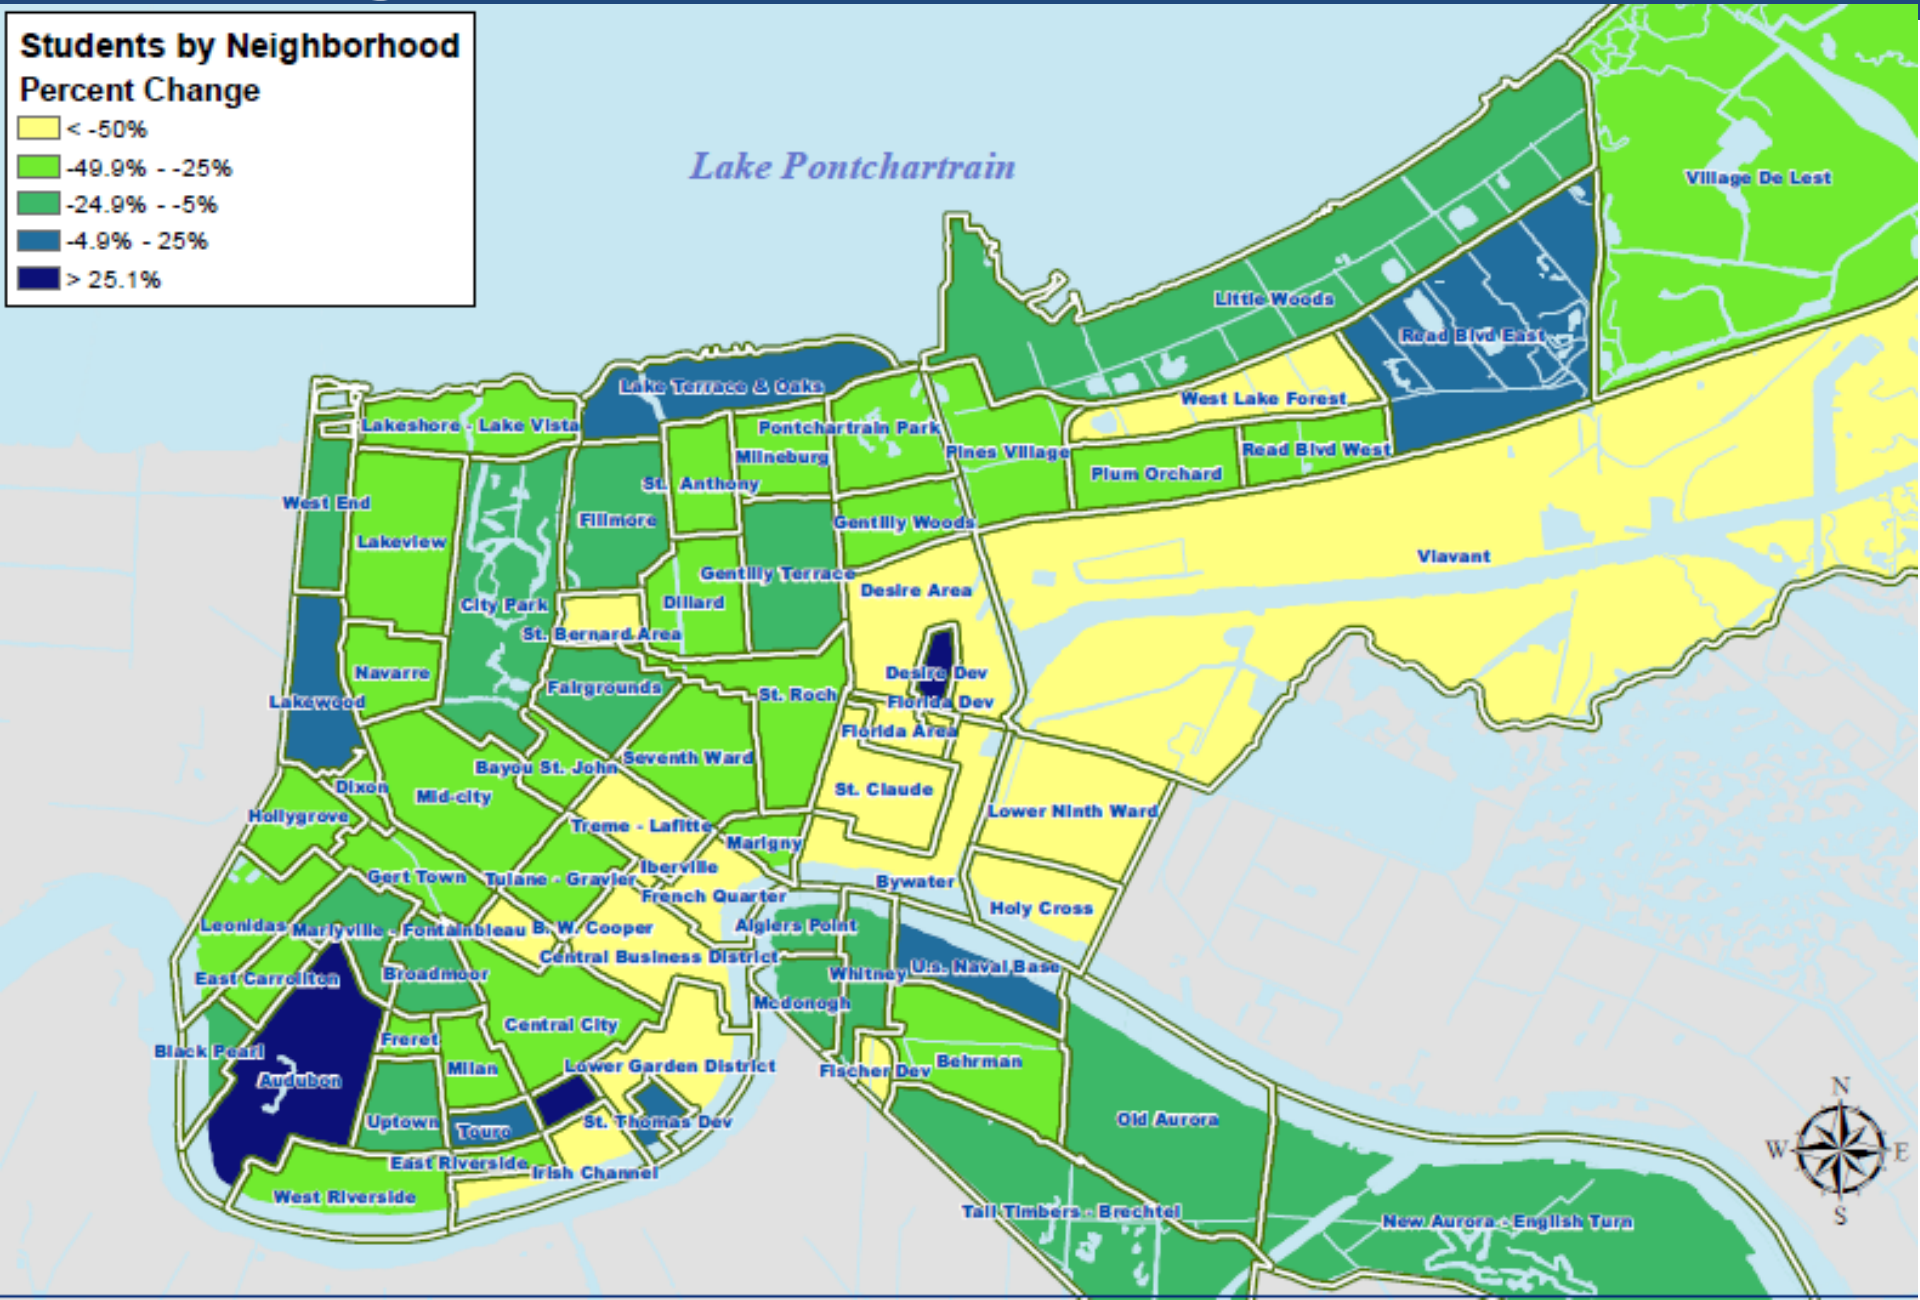 Students by Neighborhood
Percent Change
< -50%
-49.9% - -25%
-24.9% - -5%
-4.9% - 25%
> 25.1%
Lake Pontchartrain
Village De Lest
Little Woods
Read Blvd East
Lake Terrace & Oaks
West Lake Forest
Lakeshore - Lake Vista
Pontchartrain Park
Milneburg
Pines Village
Read Blvd West
Plum Orchard
St. Anthony
West End
Fillmore
Gentilly Woods
Lakeview
Viavant
Gentilly Terrace
Desire Area
City Park
Dillard
St. Bernard Area
Navarre
Desire Dev
Fairgrounds
St. Roch
Lakewood
Florida Dev
Florida Area
Seventh Ward
Bayou St. John
Dixon
Mid-city
St. Claude
Lower Ninth Ward
Hollygrove
Treme - Lafitte
Marigny
Iberville
Gert Town
Tulane - Gravier
Bywater
French Quarter
Holy Cross
Leonidas
Marlyville - Fontainbleau
B. W. Cooper
Algiers Point
Central Business District
U.s. Naval Base
East Carrollton
Broadmoor
Whitney
Mcdonogh
Central City
Freret
Black Pearl
Milan
Lower Garden District
Fischer Dev
Behrman
Audubon
Uptown
Touro
St. Thomas Dev
Old Aurora
East Riverside
Irish Channel
West Riverside
Tall Timbers - Brechtel
New Aurora - English Turn
N
W
E
S